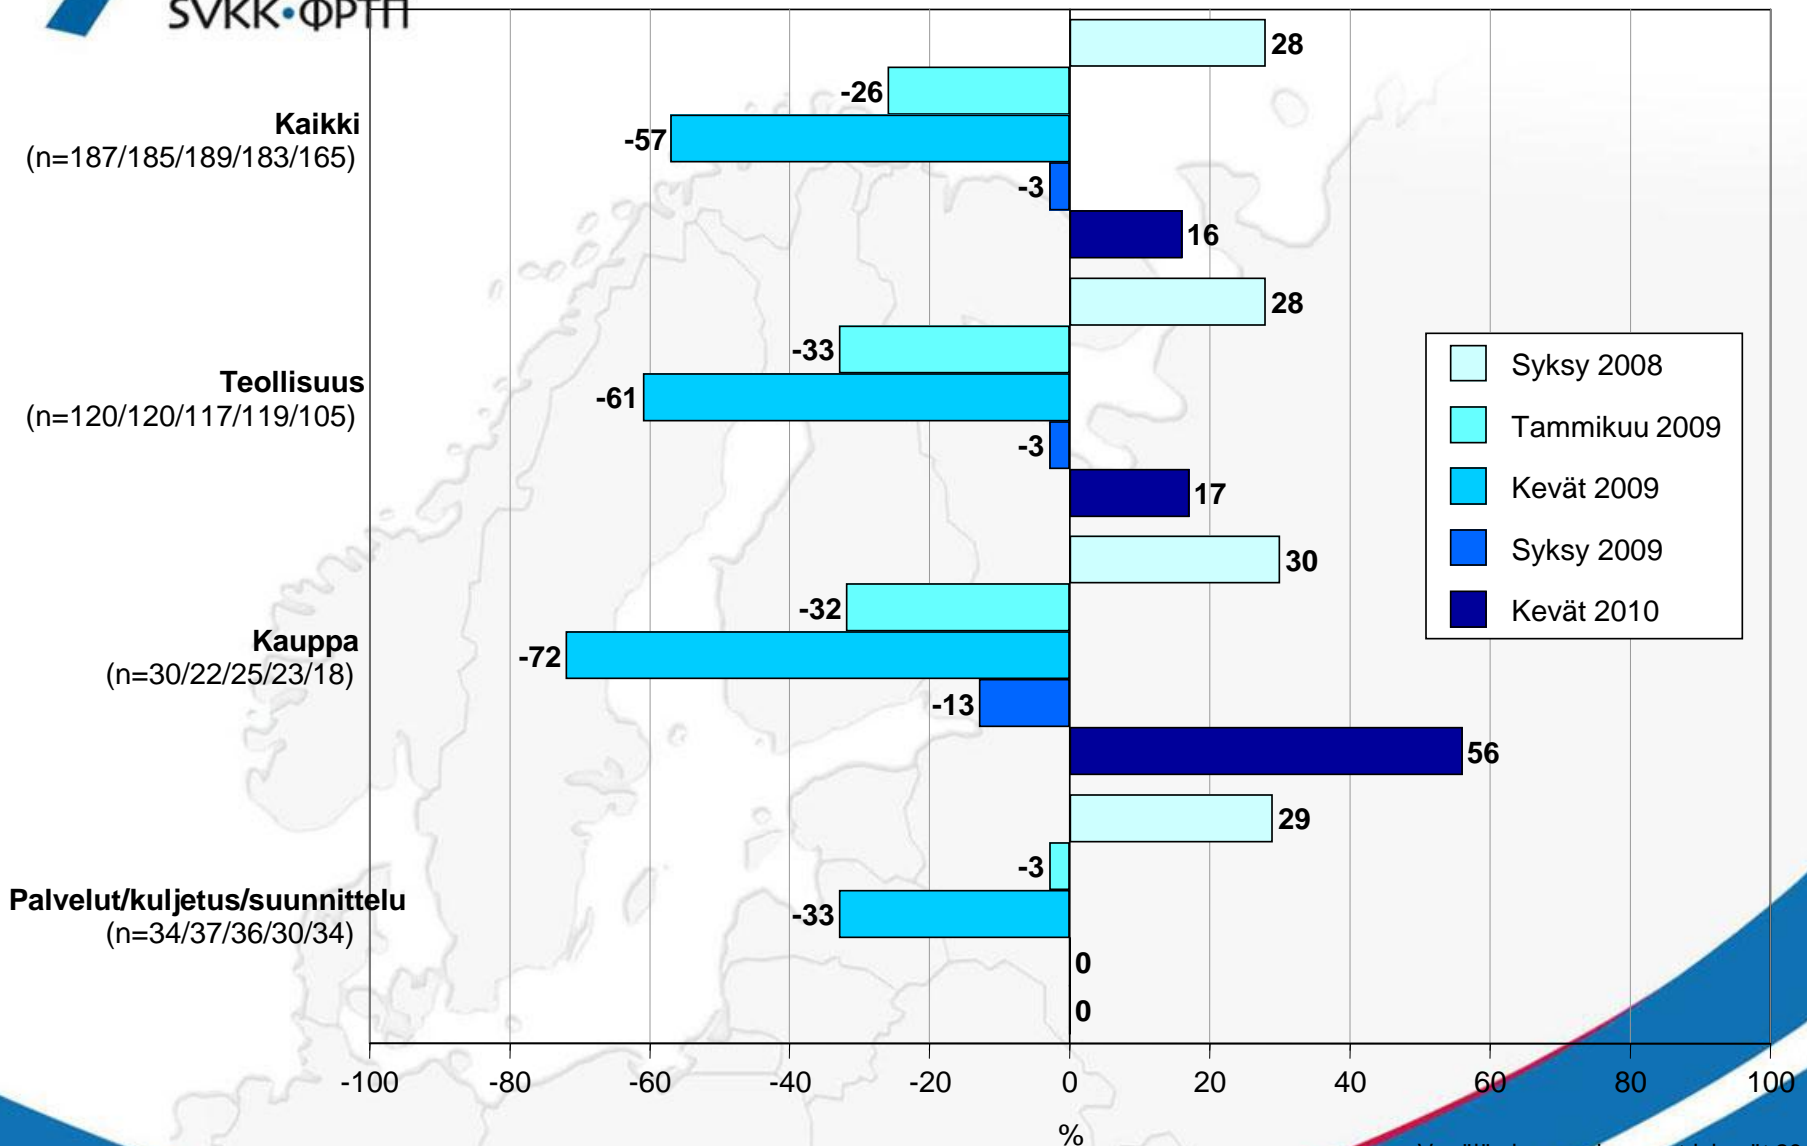 SVKK•ФРТП
28
-26
Kaikki
-57
(n=187/185/189/183/165)
-3
16
28
-33
Teollisuus
-61
(n=120/120/117/119/105)
-3
17
30
-32
Kauppa
-72
(n=30/22/25/23/18)
-13
56
29
-3
Palvelut/kuljetus/suunnittelu
-33
(n=34/37/36/30/34)
0
0
Syksy 2008
Tammikuu 2009
Kevät 2009
Syksy 2009
Kevät 2010
-100 -80 -60 -40 -20 0 20 40 60 80 100
%